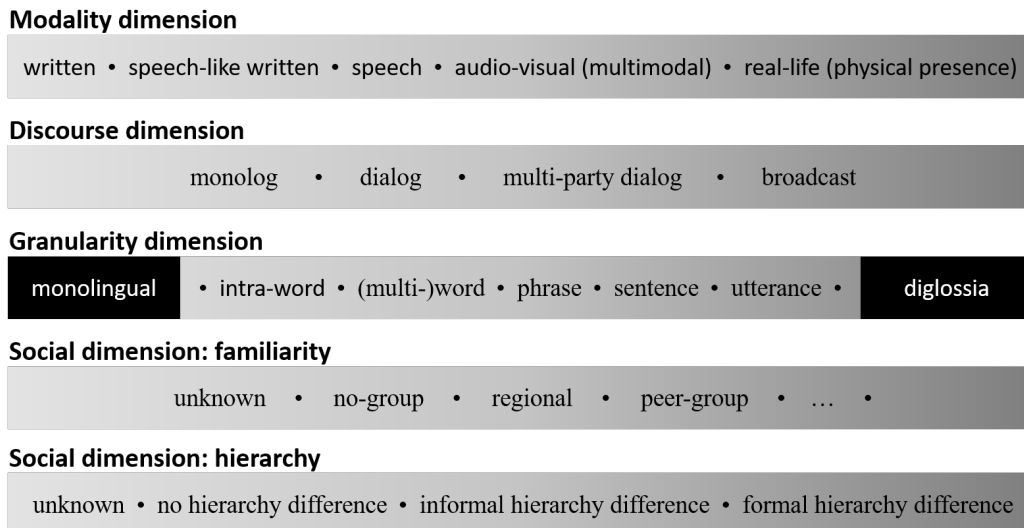 Modality dimension
written • speech-like written • speech • audio-visual (multimodal) • real-life (physical presence)
Discourse dimension
monolog • dialog • multi-party dialog • broadcast
Granularity dimension
monolingual • intra-word • (multi-)word • phrase • sentence • utterance • diglossia
Social dimension: familiarity
unknown • no-group • regional • peer-group • … •
Social dimension: hierarchy
unknown • no hierarchy difference • informal hierarchy difference • formal hierarchy difference